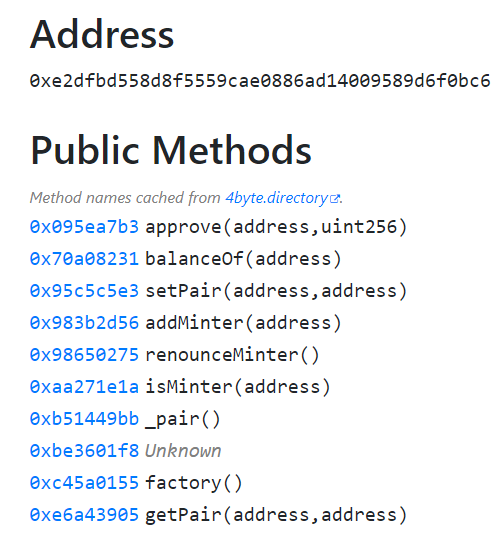 Address
0xe2dfbd558d8f5559cae0886ad14009589d6f0bc6
Public Methods
Method names cached from 4byte.directory.
0x095ea7b3 approve(address,uint256)
0x70a08231 balanceOf(address)
0x95c5c5e3 setPair(address,address)
0x983b2d56 addMinter(address)
0x98650275 renounceMinter()
0xaa271e1a isMinter(address)
0xb51449bb _pair()
0xbe3601f8 Unknown
0xc45a0155 factory()
0xe6a43905 getPair(address,address)